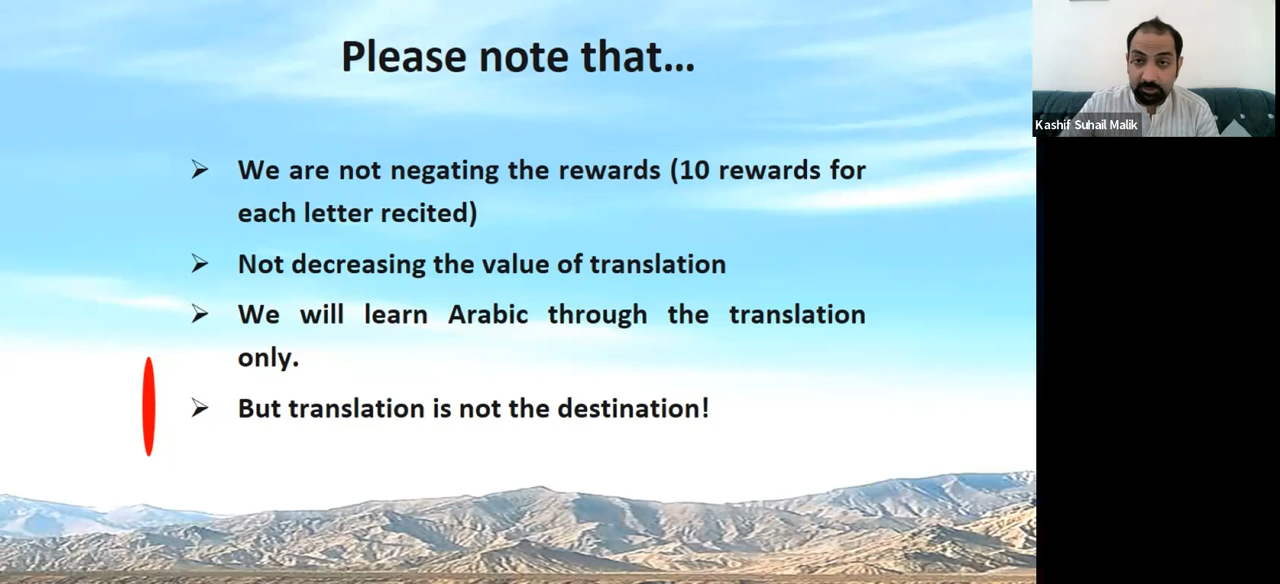 Please note that...
Kashif Suhail Malik
➢ We are not negating the rewards (10 rewards for
each letter recited)
➢ Not decreasing the value of translation
➢ We will learn Arabic through the translation
only.
➢ But translation is not the destination!